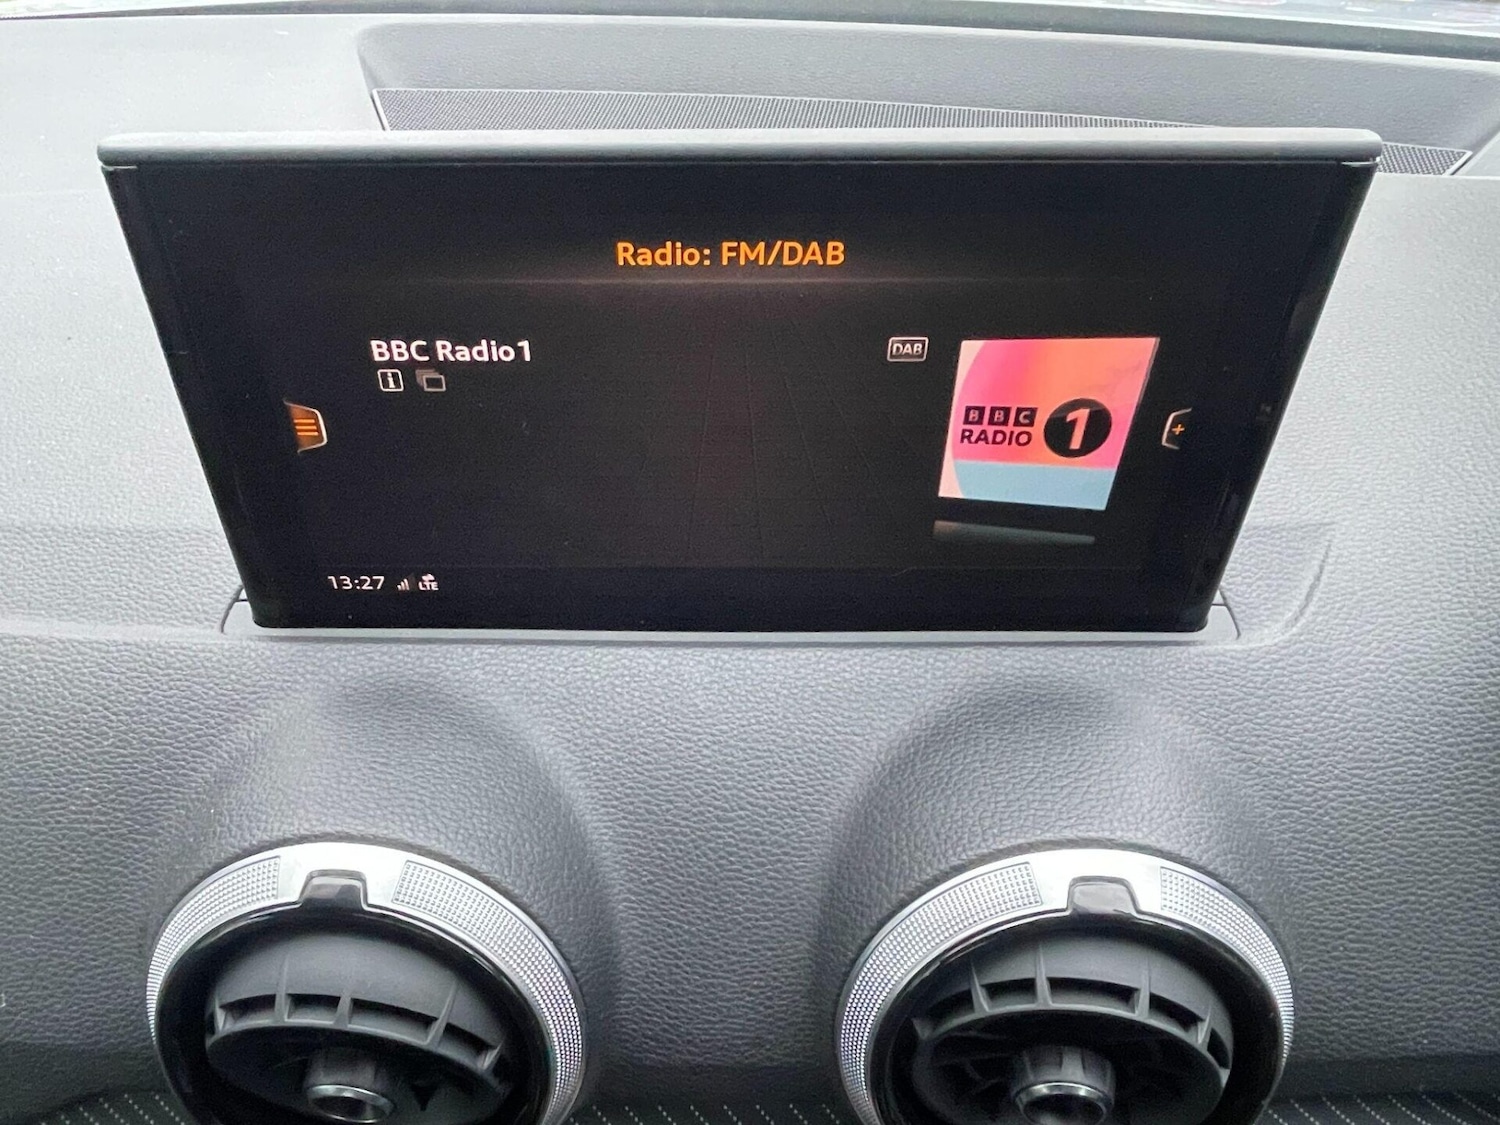 Radio: FM/DAB
BBC Radio 1
DAB
BBC
RADIO 1
13:27 LTE